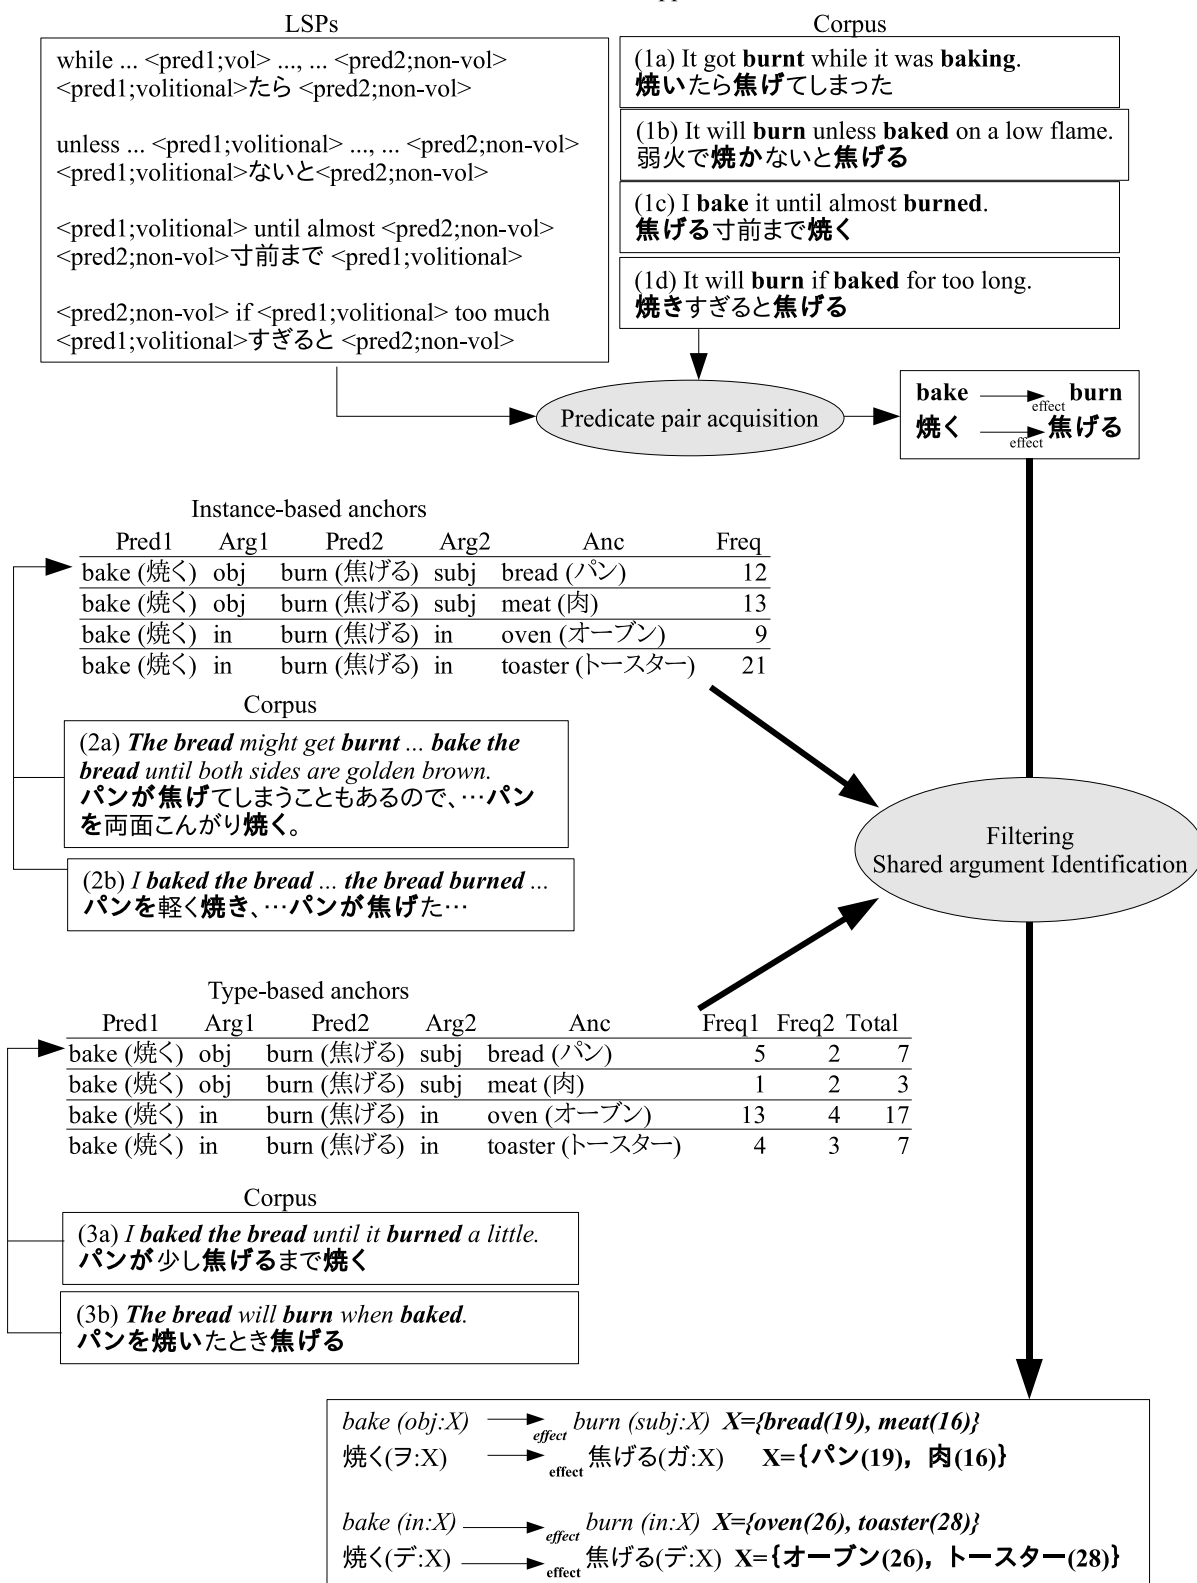 LSPs
while ... <pred1;vol> ..., ... <pred2;non-vol>
<pred1;volitional>たら <pred2;non-vol>
unless ... <pred1;volitional> ..., ... <pred2;non-vol>
<pred1;volitional>ないと<pred2;non-vol>
<pred1;volitional> until almost <pred2;non-vol>
<pred2;non-vol>寸前まで <pred1;volitional>
<pred2;non-vol> if <pred1;volitional> too much
<pred1;volitional>すぎると <pred2;non-vol>
Corpus
(1a) It got burnt while it was baking.
焼いたら焦げてしまった
(1b) It will burn unless baked on a low flame.
弱火で焼かないと焦げる
(1c) I bake it until almost burned.
焦げる寸前まで焼く
(1d) It will burn if baked for too long.
焼きすぎると焦げる
Predicate pair acquisition
bake effect burn
焼く effect 焦げる
Instance-based anchors
Pred1 Arg1 Pred2 Arg2 Anc Freq
bake (焼く) obj burn (焦げる) subj bread (パン) 12
bake (焼く) obj burn (焦げる) subj meat (肉) 13
bake (焼く) in burn (焦げる) in oven (オーブン) 9
bake (焼く) in burn (焦げる) in toaster (トースター) 21
Corpus
(2a) The bread might get burnt ... bake the
bread until both sides are golden brown.
パンが焦げてしまうこともあるので、…パン
を両面こんがり焼く。
(2b) I baked the bread ... the bread burned ...
パンを軽く焼き、…パンが焦げた…
Filtering
Shared argument Identification
Type-based anchors
Pred1 Arg1 Pred2 Arg2 Anc Freq1 Freq2 Total
bake (焼く) obj burn (焦げる) subj bread (パン) 5 2 7
bake (焼く) obj burn (焦げる) subj meat (肉) 1 2 3
bake (焼く) in burn (焦げる) in oven (オーブン) 13 4 17
bake (焼く) in burn (焦げる) in toaster (トースター) 4 3 7
Corpus
(3a) I baked the bread until it burned a little.
パンが少し焦げるまで焼く
(3b) The bread will burn when baked.
パンを焼いたとき焦げる
bake (obj:X) effect burn (subj:X) X={bread(19), meat(16)}
焼く(ヲ:X) effect 焦げる(ガ:X) X={パン(19), 肉(16)}
bake (in:X) effect burn (in:X) X={oven(26), toaster(28)}
焼く(デ:X) effect 焦げる(デ:X) X={オーブン(26), トースター(28)}